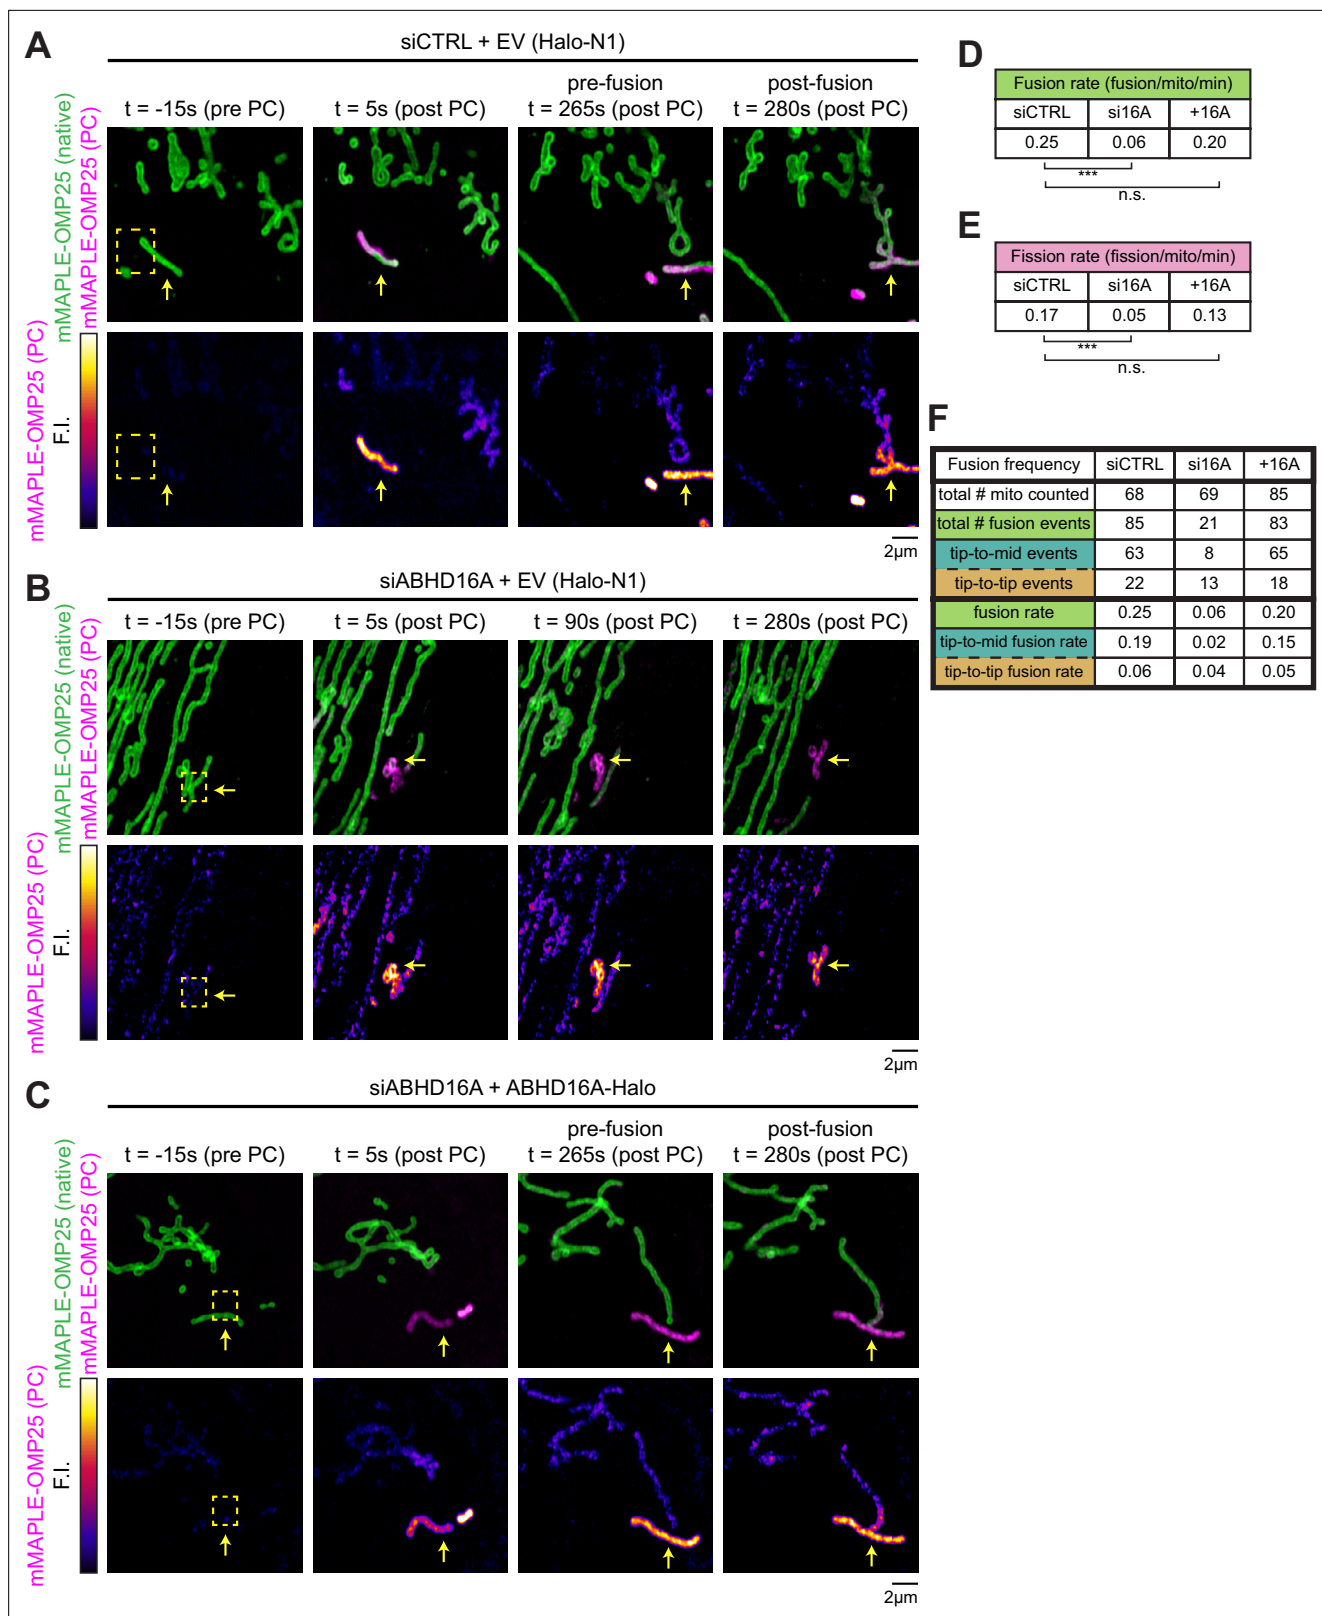 A
siCTRL + EV (Halo-N1)
t = -15s (pre PC)
t = 5s (post PC)
pre-fusion
t = 265s (post PC)
post-fusion
t = 280s (post PC)
mMAPLE-OMP25 (native)
mMAPLE-OMP25 (PC)
mMAPLE-OMP25 (PC)
F.I.
2µm
B
siABHD16A + EV (Halo-N1)
t = -15s (pre PC)
t = 5s (post PC)
t = 90s (post PC)
t = 280s (post PC)
mMAPLE-OMP25 (native)
mMAPLE-OMP25 (PC)
mMAPLE-OMP25 (PC)
F.I.
2µm
C
siABHD16A + ABHD16A-Halo
t = -15s (pre PC)
t = 5s (post PC)
pre-fusion
t = 265s (post PC)
post-fusion
t = 280s (post PC)
mMAPLE-OMP25 (native)
mMAPLE-OMP25 (PC)
mMAPLE-OMP25 (PC)
F.I.
2µm
D
Fusion rate (fusion/mito/min)
siCTRL si16A +16A
0.25 0.06 0.20
***
n.s.
E
Fission rate (fission/mito/min)
siCTRL si16A +16A
0.17 0.05 0.13
***
n.s.
F
Fusion frequency siCTRL si16A +16A
total # mito counted 68 69 85
total # fusion events 85 21 83
tip-to-mid events 63 8 65
tip-to-tip events 22 13 18
fusion rate 0.25 0.06 0.20
tip-to-mid fusion rate 0.19 0.02 0.15
tip-to-tip fusion rate 0.06 0.04 0.05